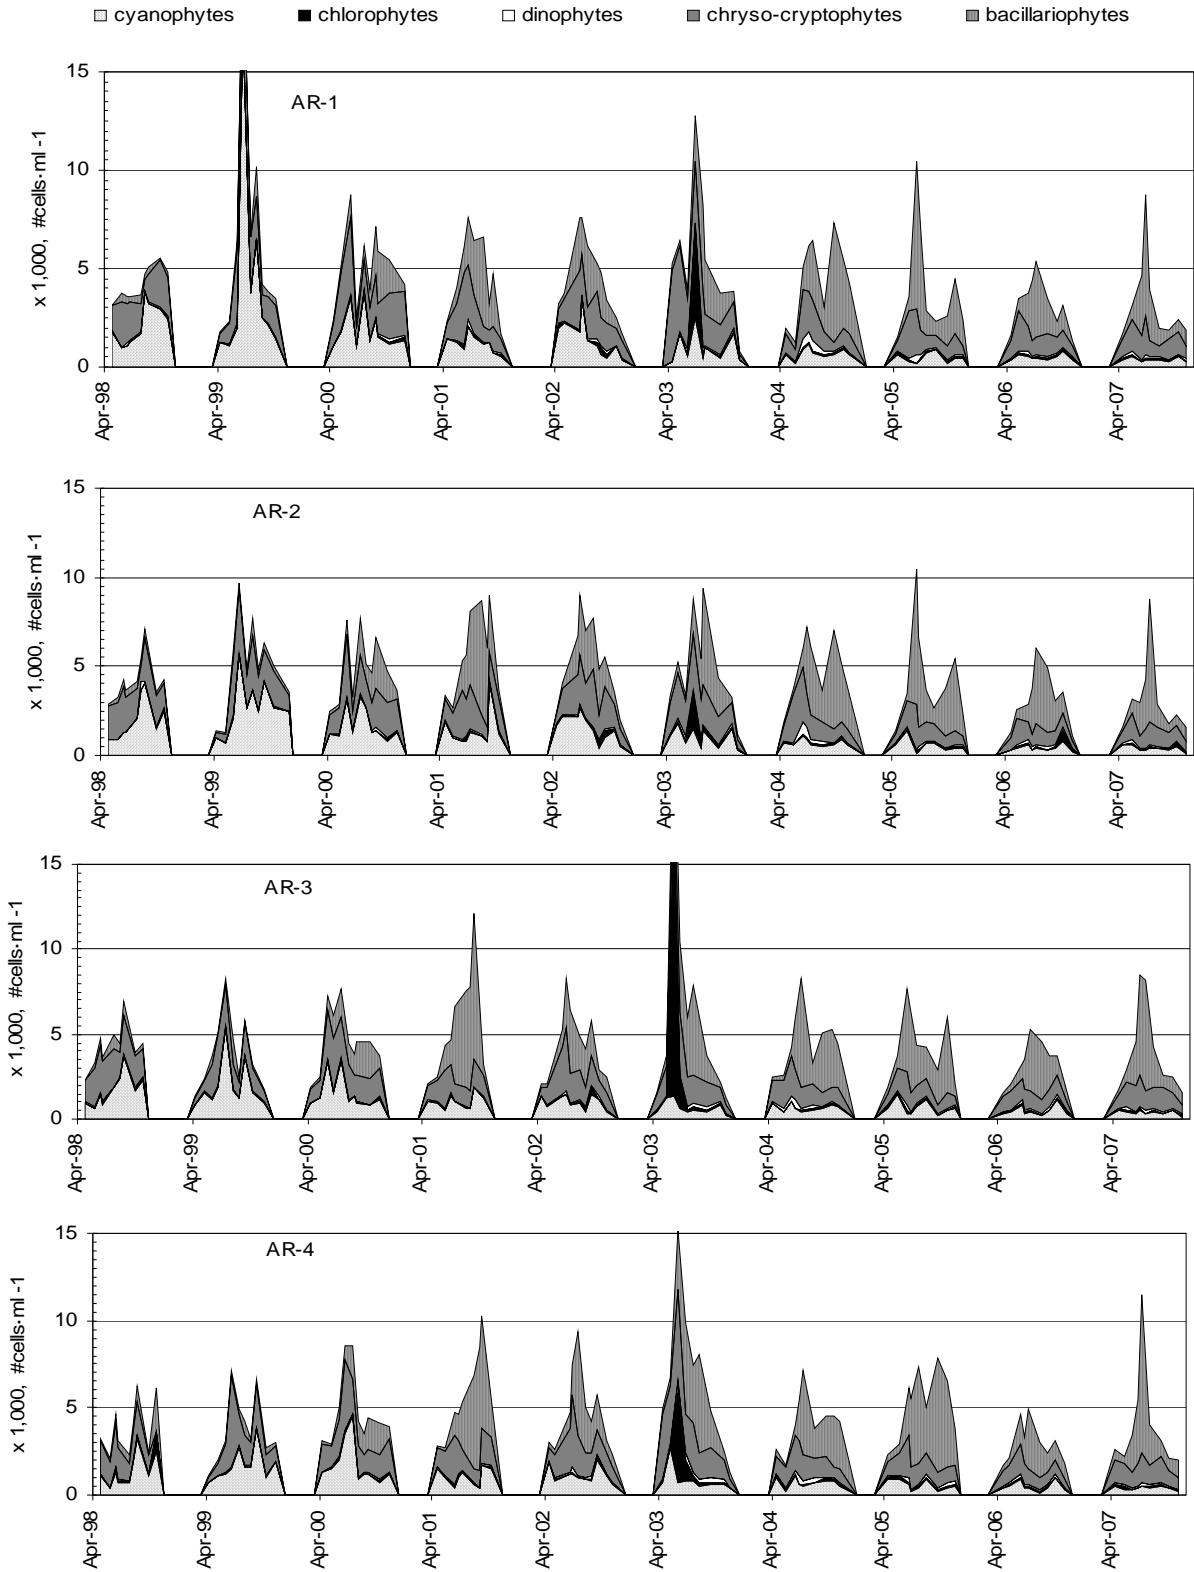 cyanophytes chlorophytes dinophytes chryso-cryptophytes bacillariophytes
AR-1
x 1,000, #cells·ml -1
15
10
5
0
Apr-98 Apr-99 Apr-00 Apr-01 Apr-02 Apr-03 Apr-04 Apr-05 Apr-06 Apr-07
AR-2
x 1,000, #cells·ml -1
15
10
5
0
Apr-98 Apr-99 Apr-00 Apr-01 Apr-02 Apr-03 Apr-04 Apr-05 Apr-06 Apr-07
AR-3
x 1,000, #cells·ml -1
15
10
5
0
Apr-98 Apr-99 Apr-00 Apr-01 Apr-02 Apr-03 Apr-04 Apr-05 Apr-06 Apr-07
AR-4
x 1,000, #cells·ml -1
15
10
5
0
Apr-98 Apr-99 Apr-00 Apr-01 Apr-02 Apr-03 Apr-04 Apr-05 Apr-06 Apr-07